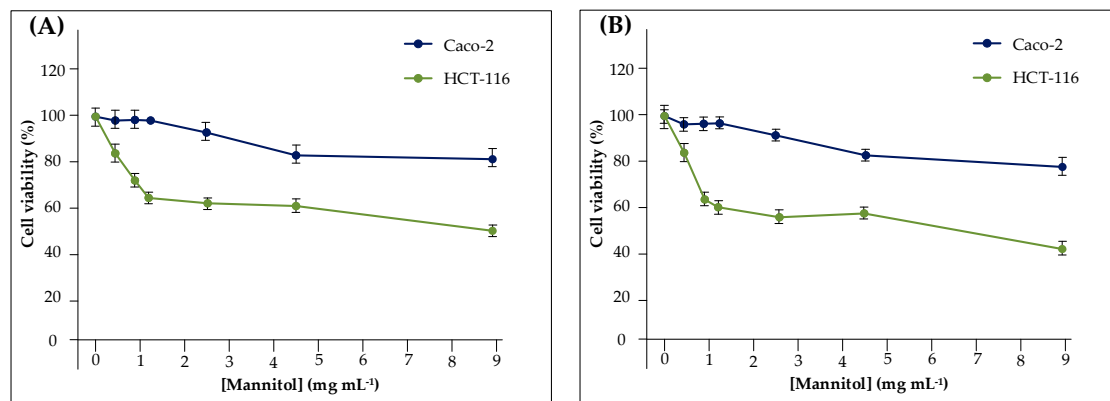 (A)
Caco-2
HCT-116
120
100
80
60
40
20
0
Cell viability (%)
0 1 2 3 4 5 6 7 8 9
[Mannitol] (mg mL⁻¹)
(B)
Caco-2
HCT-116
120
100
80
60
40
20
0
Cell viability (%)
0 1 2 3 4 5 6 7 8 9
[Mannitol] (mg mL⁻¹)